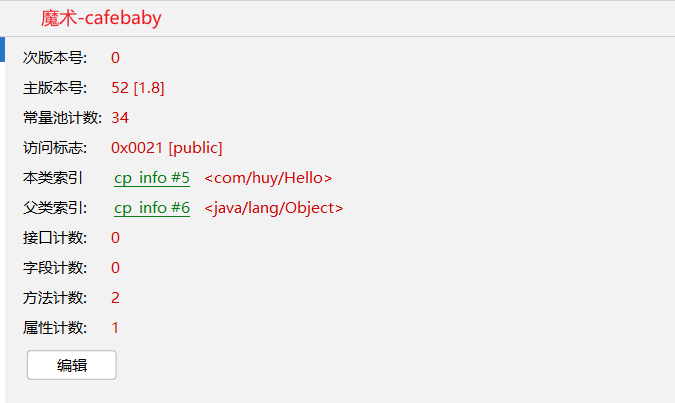 魔术-cafebaby
次版本号: 0
主版本号: 52 [1.8]
常量池计数: 34
访问标志: 0x0021 [public]
本类索引 cp_info #5 <com/huy/Hello>
父类索引: cp_info #6 <java/lang/Object>
接口计数: 0
字段计数: 0
方法计数: 2
属性计数: 1
编辑